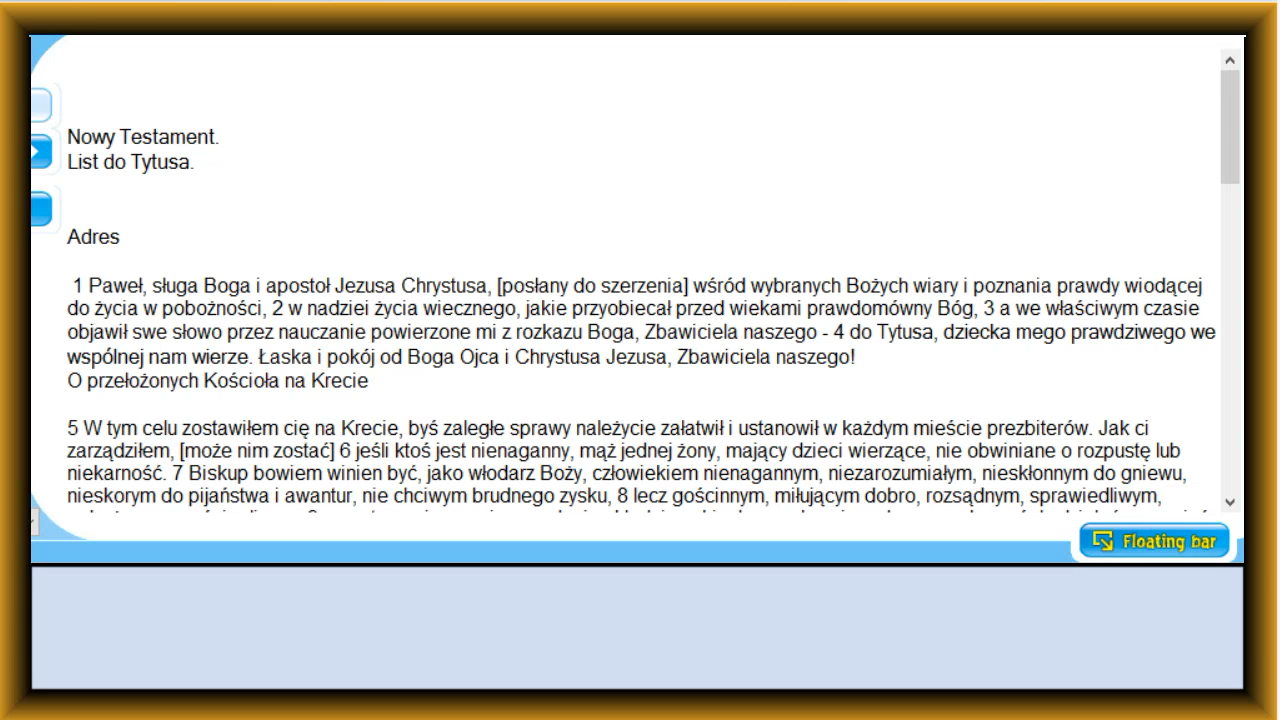 Nowy Testament.
List do Tytusa.
Adres
1 Paweł, sługa Boga i apostoł Jezusa Chrystusa, [posłany do szerzenia] wśród wybranych Bożych wiary i poznania prawdy wiodącej
do życia w pobożności, 2 w nadziei życia wiecznego, jakie przyobiecał przed wiekami prawdomówny Bóg, 3 a we właściwym czasie
objawił swe słowo przez nauczanie powierzone mi z rozkazu Boga, Zbawiciela naszego - 4 do Tytusa, dziecka mego prawdziwego we
wspólnej nam wierze. Łaska i pokój od Boga Ojca i Chrystusa Jezusa, Zbawiciela naszego!
O przełożonych Kościoła na Krecie
5 W tym celu zostawiłem cię na Krecie, byś zaległe sprawy należycie załatwił i ustanowił w każdym mieście prezbiterów. Jak ci
zarządziłem, [może nim zostać] 6 jeśli ktoś jest nienaganny, mąż jednej żony, mający dzieci wierzące, nie obwiniane o rozpustę lub
niekarność. 7 Biskup bowiem winien być, jako włodarz Boży, człowiekiem nienagannym, niezarozumiałym, nieskłonnym do gniewu,
nieskorym do pijaństwa i awantur, nie chciwym brudnego zysku, 8 lecz gościnnym, miłującym dobro, rozsądnym, sprawiedliwym,
Floating bar